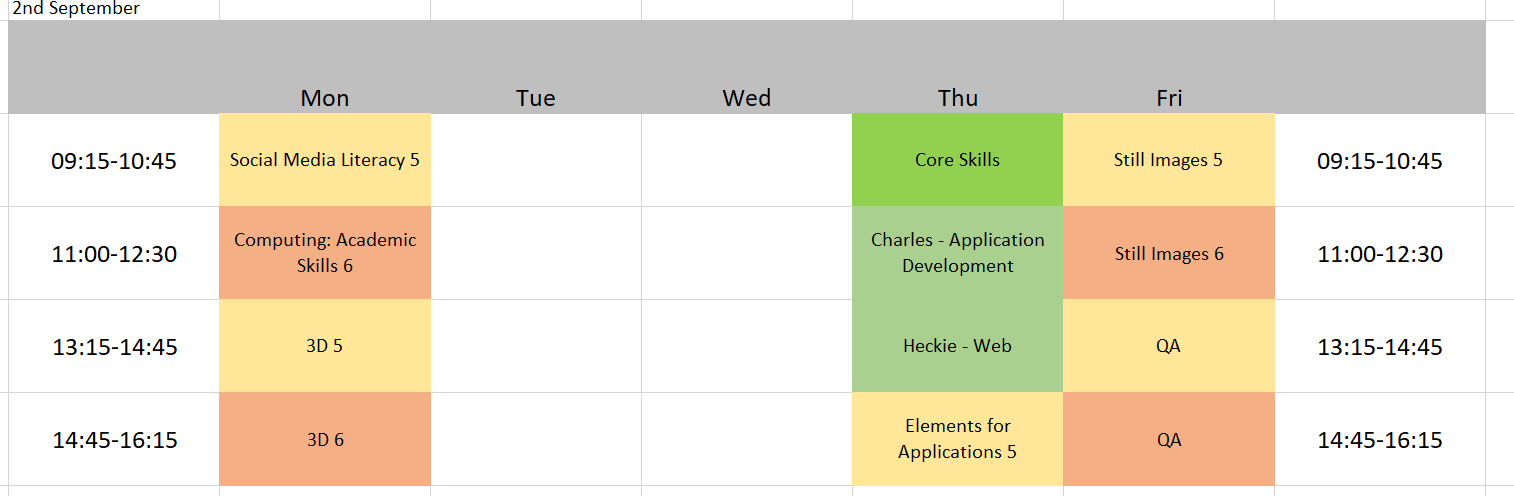 2nd September
Mon Tue Wed Thu Fri
09:15-10:45 Social Media Literacy 5 Core Skills Still Images 5 09:15-10:45
11:00-12:30 Computing: Academic Skills 6 Charles - Application Development Still Images 6 11:00-12:30
13:15-14:45 3D 5 Heckie - Web QA 13:15-14:45
14:45-16:15 3D 6 Elements for Applications 5 QA 14:45-16:15